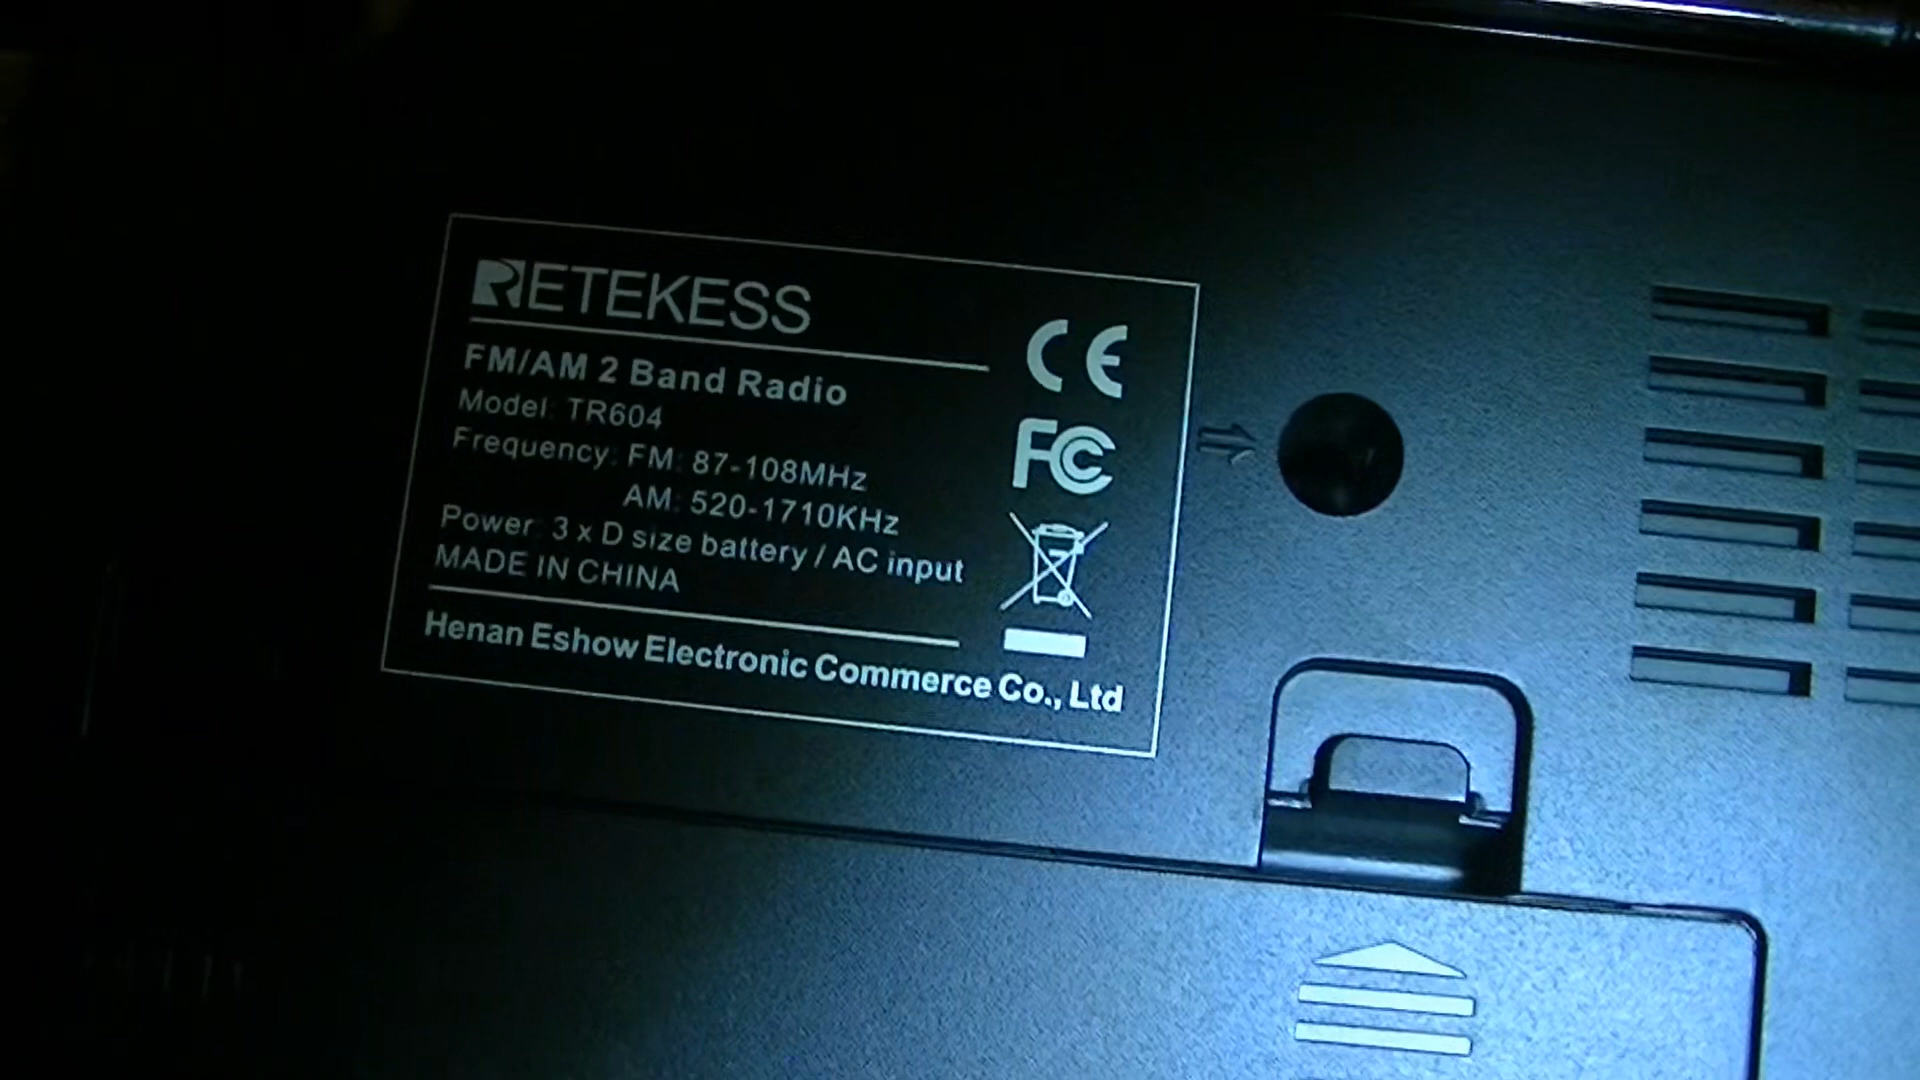 RETEKESS
FM/AM 2 Band Radio
Model: TR604
Frequency: FM: 87-108MHz
AM: 520-1710KHz
Power: 3 x D size battery / AC input
MADE IN CHINA
Henan Eshow Electronic Commerce Co., Ltd
CE
FC